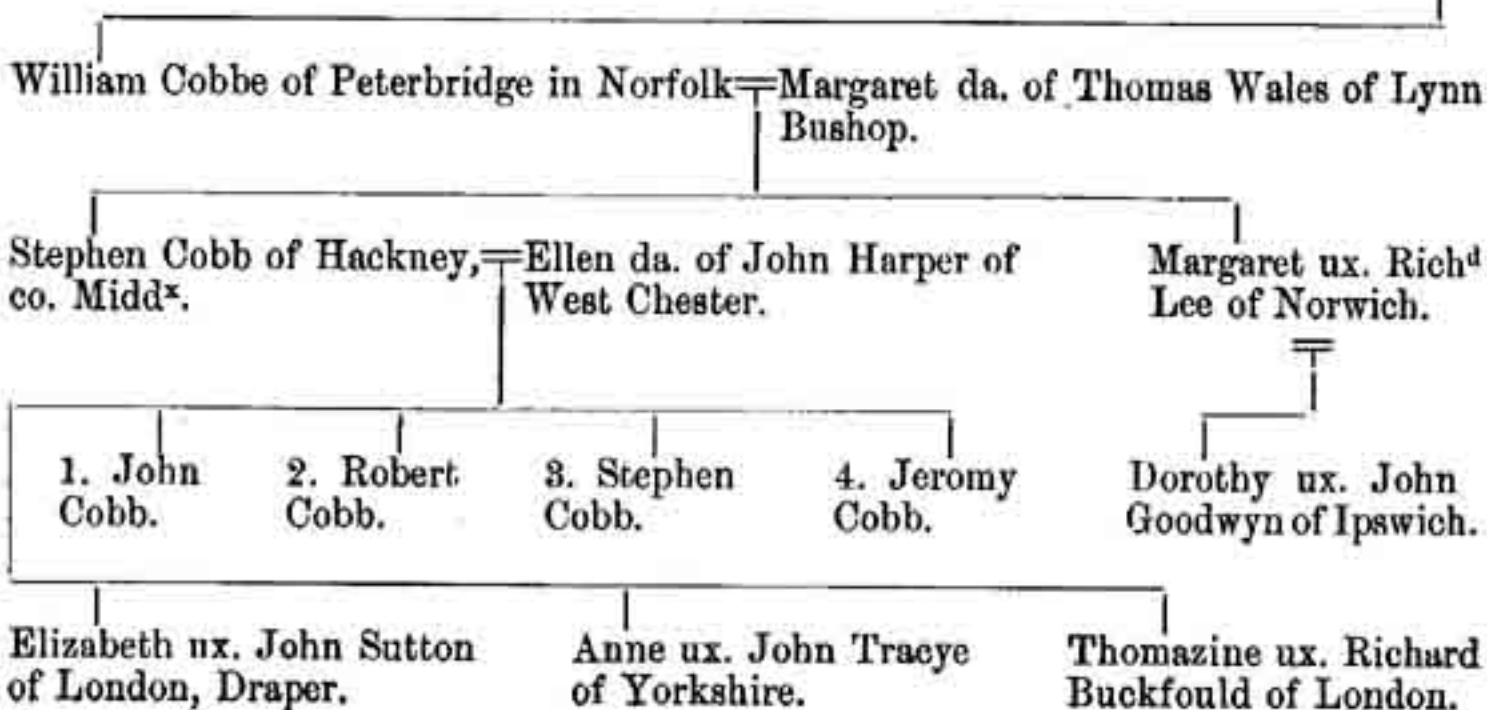 William Cobbe of Peterbridge in Norfolk=Margaret da. of Thomas Wales of Lynn
Bushop.
Stephen Cobb of Hackney,=Ellen da. of John Harper of
co. Midd^x. West Chester.
Margaret ux. Rich^d
Lee of Norwich.
1. John
Cobb.
2. Robert
Cobb.
3. Stephen
Cobb.
4. Jeromy
Cobb.
Dorothy ux. John
Goodwyn of Ipswich.
Elizabeth ux. John Sutton
of London, Draper.
Anne ux. John Tracye
of Yorkshire.
Thomazine ux. Richard
Buckfould of London.